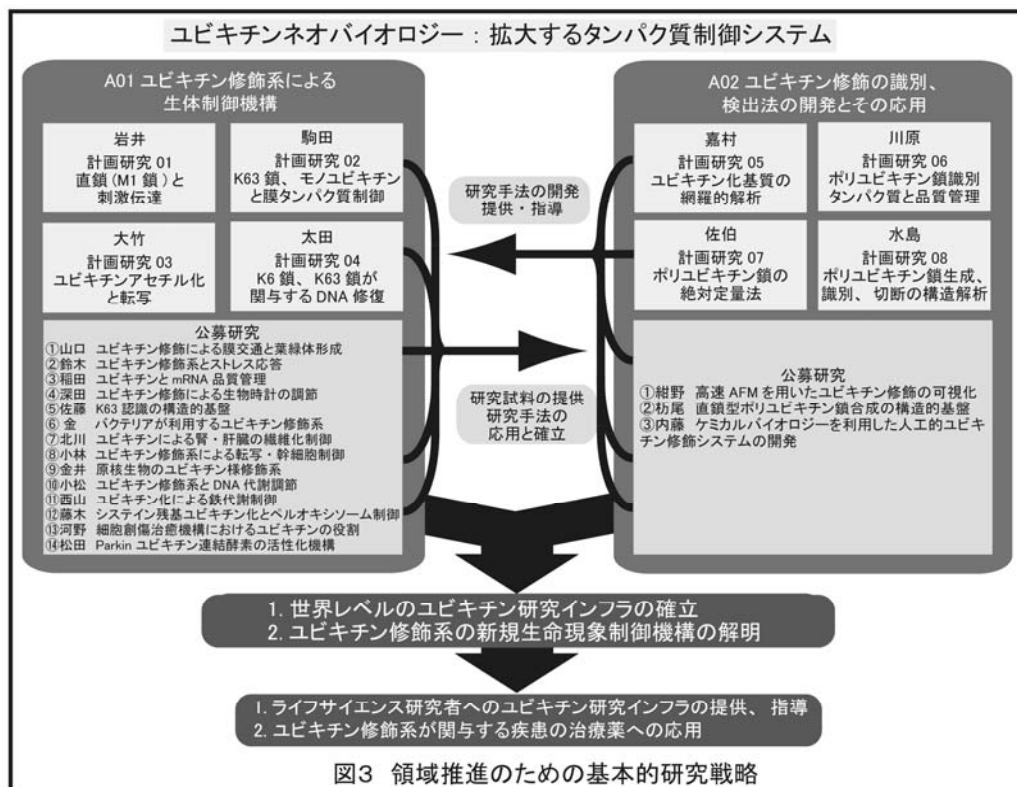 ユビキチンネオバイオロジー：拡大するタンパク質制御システム
A01 ユビキチン修飾系による
生体制御機構
岩井
計画研究 01
直鎖(M1 鎖)と
刺激伝達
駒田
計画研究 02
K63 鎖、モノユビキチン
と膜タンパク質制御
大竹
計画研究 03
ユビキチンアセチル化
と転写
太田
計画研究 04
K6 鎖、K63 鎖が
関与する DNA 修復
公募研究
①山口 ユビキチン修飾による膜交通と葉緑体形成
②鈴木 ユビキチン修飾系とストレス応答
③稲田 ユビキチンと mRNA 品質管理
④深田 ユビキチン修飾による生物時計の調節
⑤佐藤 K63 認識の構造的基盤
⑥金 バクテリアが利用するユビキチン修飾系
⑦北川 ユビキチンによる腎・肝臓の線維化制御
⑧小林 ユビキチン修飾系による転写・幹細胞制御
⑨金井 原核生物のユビキチン様修飾系
⑩小松 ユビキチン修飾系と DNA 代謝調節
⑪西山 ユビキチン化による鉄代謝制御
⑫藤木 システイン残基ユビキチン化とペルオキシソーム制御
⑬河野 細胞創傷治癒機構におけるユビキチンの役割
⑭松田 Parkin ユビキチン連結酵素の活性化機構
研究手法の開発
提供・指導
研究試料の提供
研究手法の
応用と確立
A02 ユビキチン修飾の識別、
検出法の開発とその応用
嘉村
計画研究 05
ユビキチン化基質の
網羅的解析
川原
計画研究 06
ポリユビキチン鎖識別
タンパク質と品質管理
佐伯
計画研究 07
ポリユビキチン鎖の
絶対定量法
水島
計画研究 08
ポリユビキチン鎖生成、
識別、切断の構造解析
公募研究
①紺野 高速 AFM を用いたユビキチン修飾の可視化
②栃尾 直鎖型ポリユビキチン鎖合成の構造的基盤
③内藤 ケミカルバイオロジーを利用した人工的ユビキ
チン修飾システムの開発
1. 世界レベルのユビキチン研究インフラの確立
2. ユビキチン修飾系の新規生命現象制御機構の解明
1. ライフサイエンス研究者へのユビキチン研究インフラの提供、指導
2. ユビキチン修飾系が関与する疾患の治療薬への応用
図3 領域推進のための基本的研究戦略